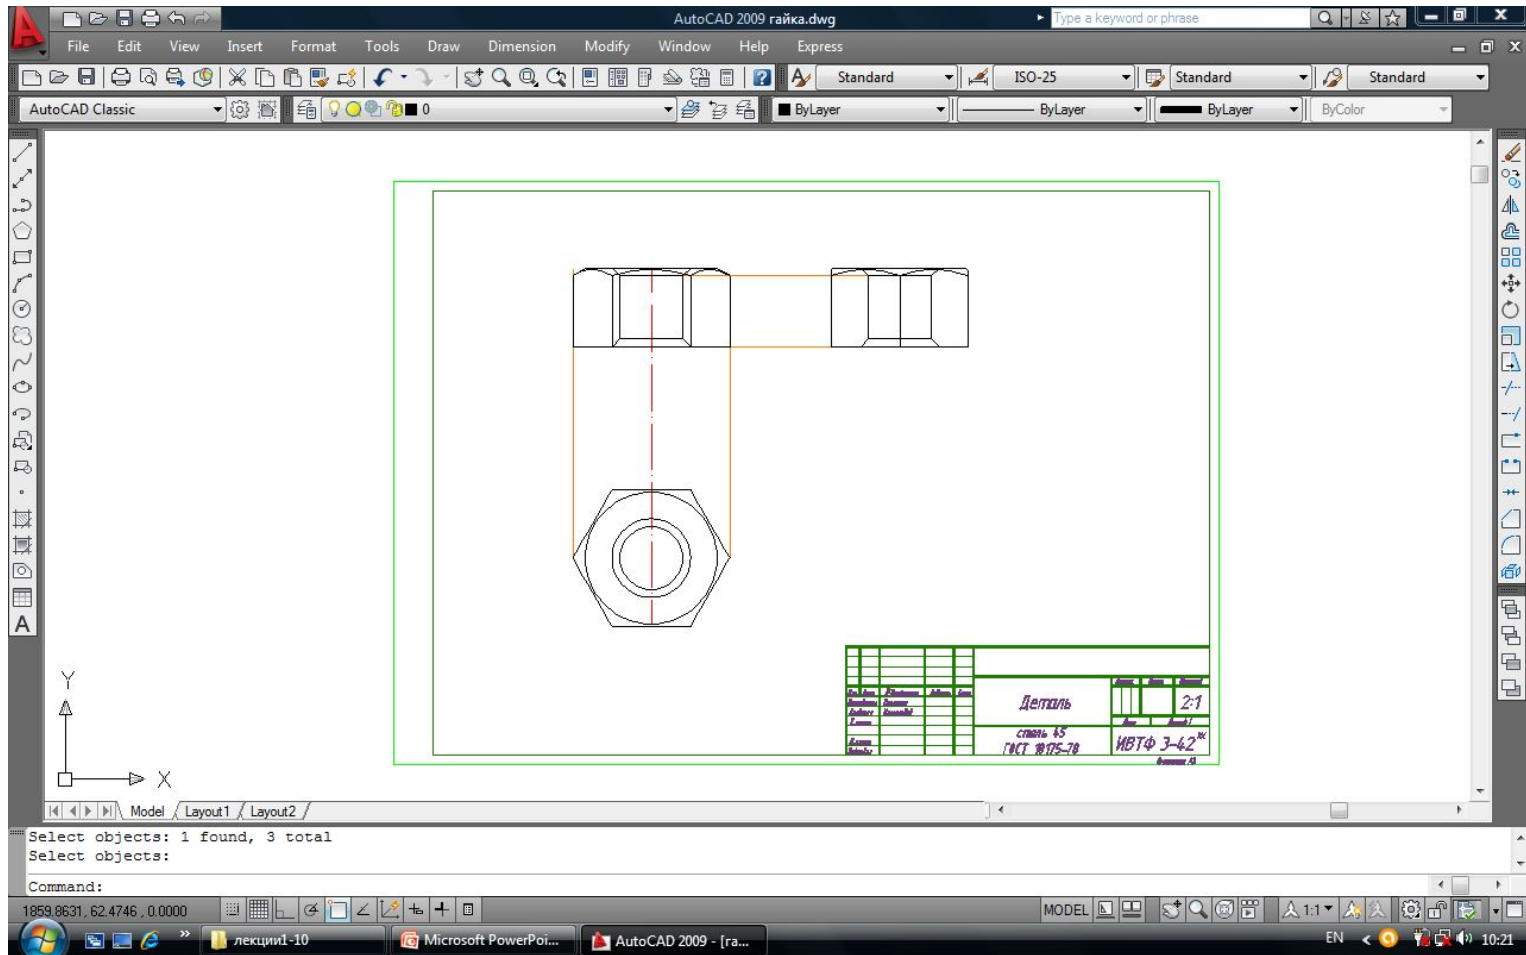 AutoCAD 2009 гайка.dwg
Type a keyword or phrase
File Edit View Insert Format Tools Draw Dimension Modify Window Help Express
Standard ISO-25 Standard Standard
AutoCAD Classic 0 ByLayer ByLayer ByLayer ByColor
A
Деталь
2:1
сталь 45
ИВТФ 3-42
Y
X
Model Layout1 Layout2
Select objects: 1 found, 3 total
Select objects:
Command:
1859.8631, 62.4746, 0.0000 MODEL 1:1
лекции1-10 Microsoft PowerPoi... AutoCAD 2009 - [га... EN 10:21